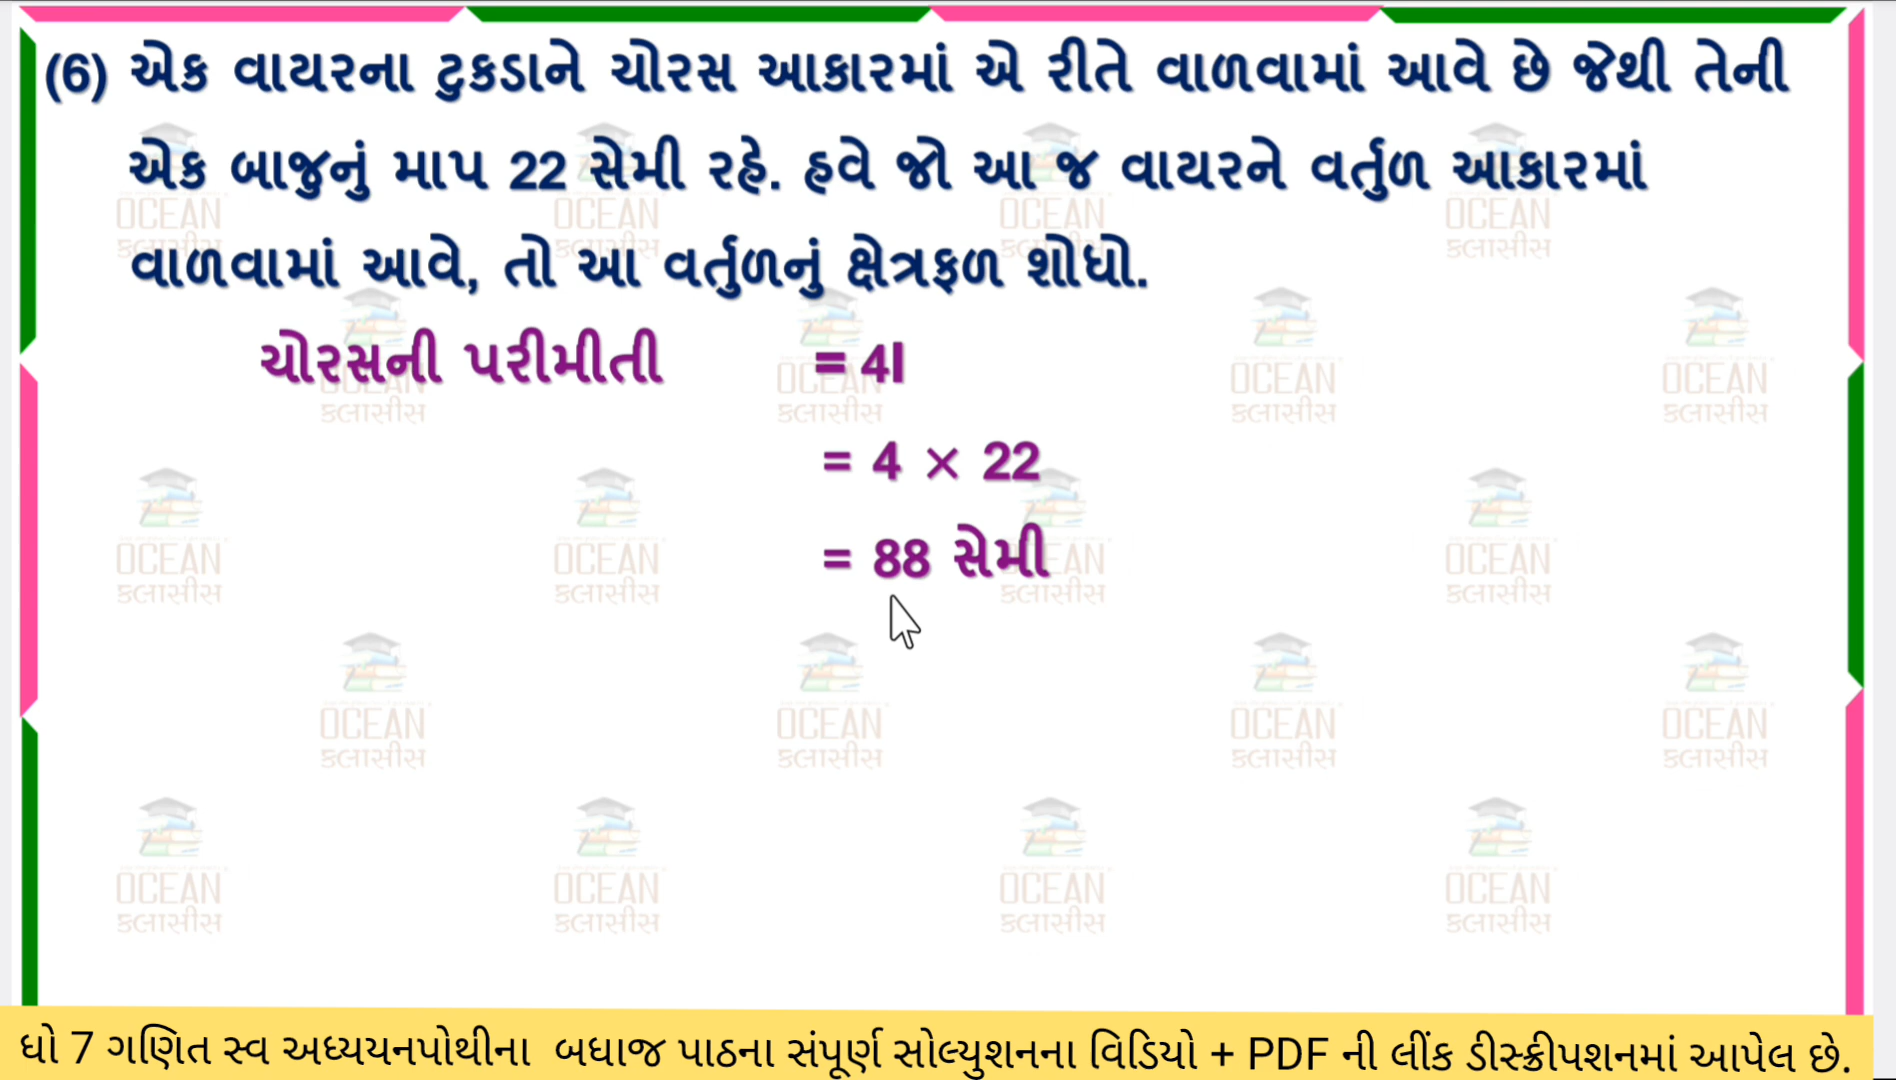 (6) એક વાયરના ટુકડાને ચોરસ આકારમાં એ રીતે વાળવામાં આવે છે જેથી તેની
એક બાજુનું માપ 22 સેમી રહે. હવે જો આ જ વાયરને વર્તુળ આકારમાં
વાળવામાં આવે, તો આ વર્તુળનું ક્ષેત્રફળ શોધો.
ચોરસની પરીમીતી = 4l
= 4 × 22
= 88 સેમી
OCEAN
ક્લાસીસ
ધો 7 ગણિત સ્વ અધ્યયનપોથીના બધાજ પાઠના સંપૂર્ણ સોલ્યુશનના વિડિયો + PDF ની લીંક ડીસ્ક્રીપશનમાં આપેલ છે.